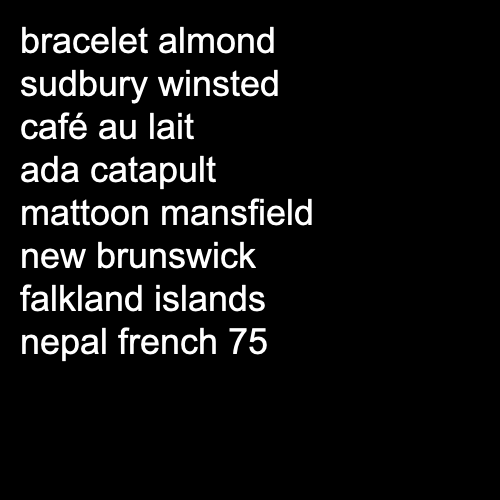 bracelet almond
sudbury winsted
café au lait
ada catapult
mattoon mansfield
new brunswick
falkland islands
nepal french 75